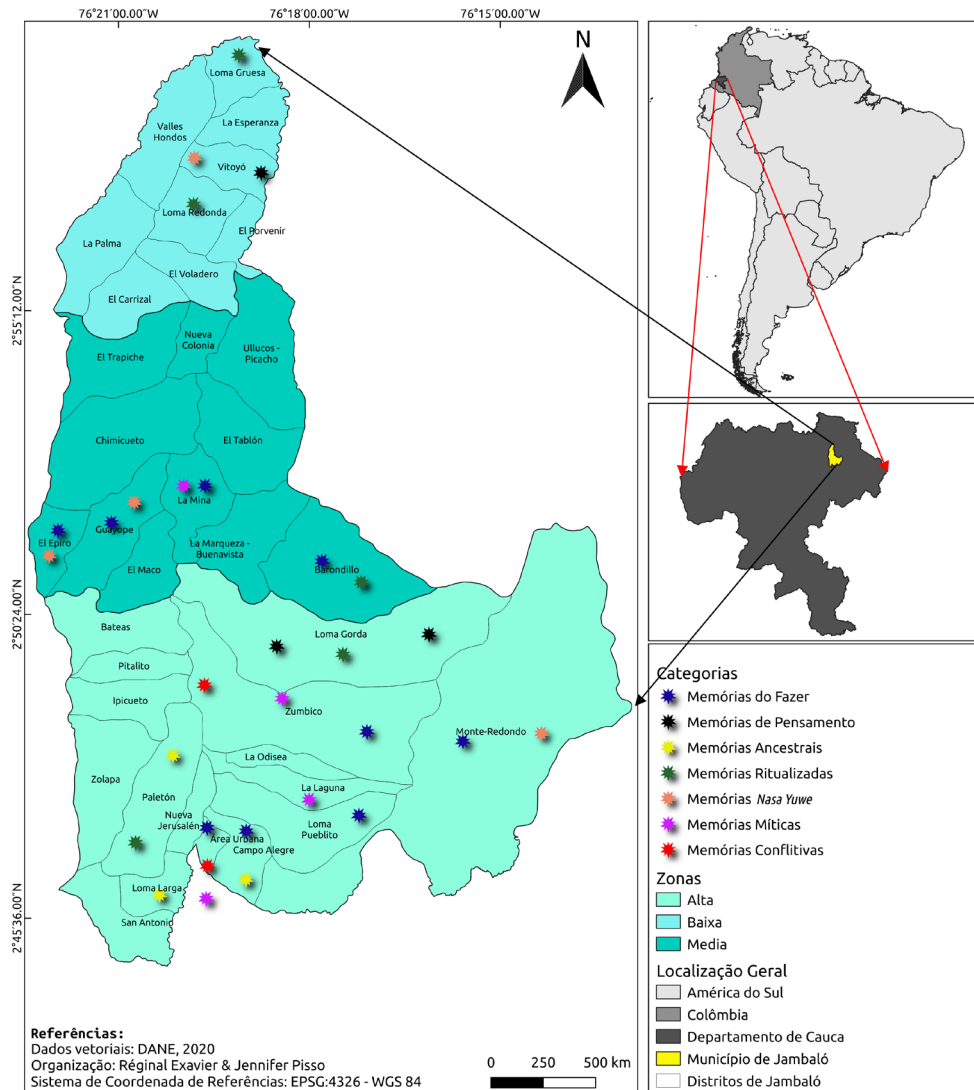 76°21'00.00"W
76°18'00.00"W
76°15'00.00"W
2°55'12.00"N
2°50'24.00"N
2°45'36.00"N
N
Loma Gruesa
La Esperanza
Valles
Hondos
Vitoyó
Loma Redonda
El Porvenir
La Palma
El Voladero
El Carrizal
Nueva
Colonia
El Trapiche
Ullucos -
Picacho
Chimicueto
El Tablón
La Mina
Guayope
El Epiro
La Marqueza -
Buenavista
El Maco
Barondillo
Bateas
Loma Gorda
Pitalito
Ipicueto
Zumbico
Monte-Redondo
La Odisea
Zolapa
La Laguna
Paletón
Nueva
Jerusalén
Loma
Pueblito
Área Urbana
Campo Alegre
Loma Larga
San Antonio
Categorias
Memórias do Fazer
Memórias de Pensamento
Memórias Ancestrais
Memórias Ritualizadas
Memórias Nasa Yuwe
Memórias Míticas
Memórias Conflitivas
Zonas
Alta
Baixa
Media
Localização Geral
América do Sul
Colômbia
Departamento de Cauca
Município de Jambaló
Distritos de Jambaló
Referências:
Dados vetoriais: DANE, 2020
Organização: Réginal Exavier & Jennifer Pisso
Sistema de Coordenada de Referências: EPSG:4326 - WGS 84
0 250 500 km